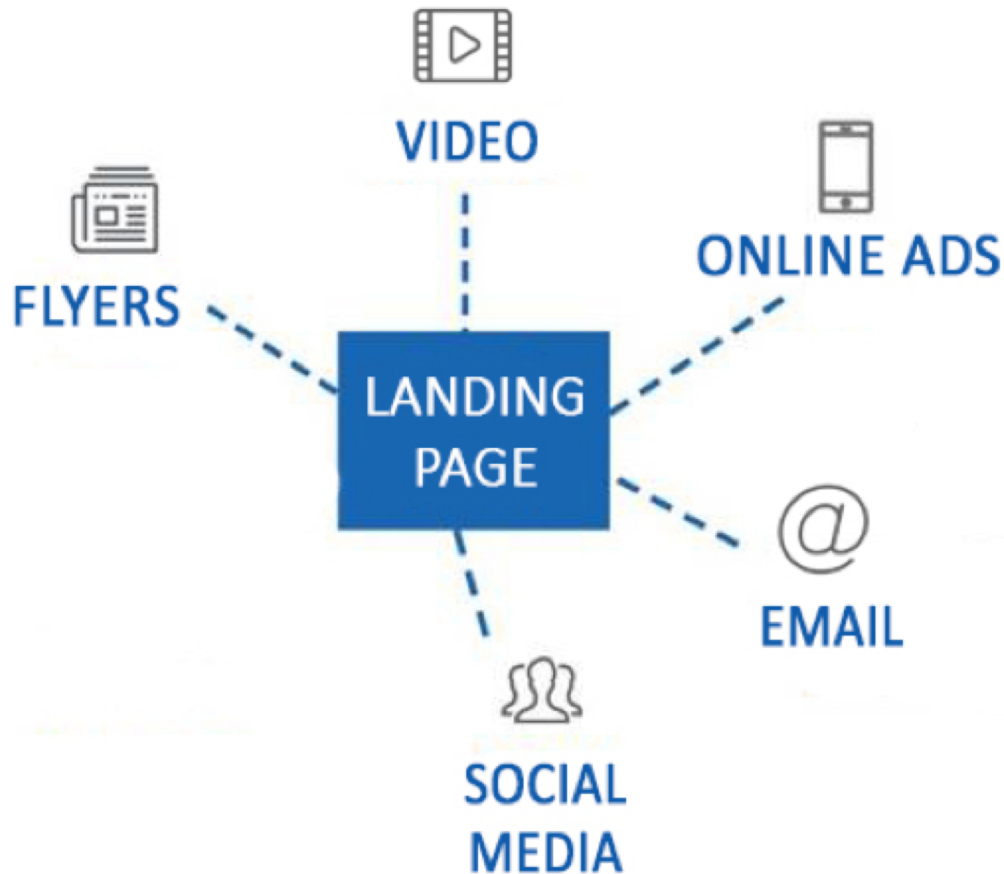 VIDEO
ONLINE ADS
FLYERS
LANDING
PAGE
@
EMAIL
SOCIAL
MEDIA